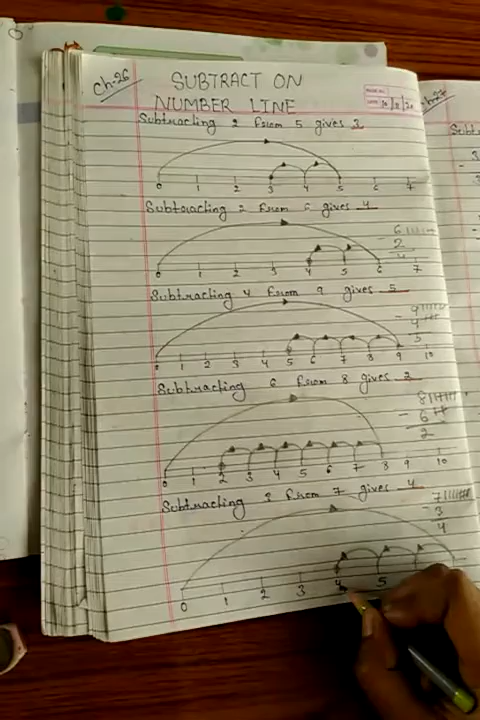 Ch-26
SUBTRACT ON
NUMBER LINE
DATE
Subtracting 2 from 5 gives 3
0 1 2 3 4 5 6 7
Subtracting 2 from 6 gives 4
6
2
4
0 1 2 3 4 5 6 7
Subtracting 4 from 9 gives 5
9
- 4
5
0 1 2 3 4 5 6 7 8 9 10
Subtracting 6 from 8 gives 2
8
- 6
2
0 1 2 3 4 5 6 7 8 9 10
Subtracting 3 from 7 gives 4
7
- 3
4
0 1 2 3 4 5